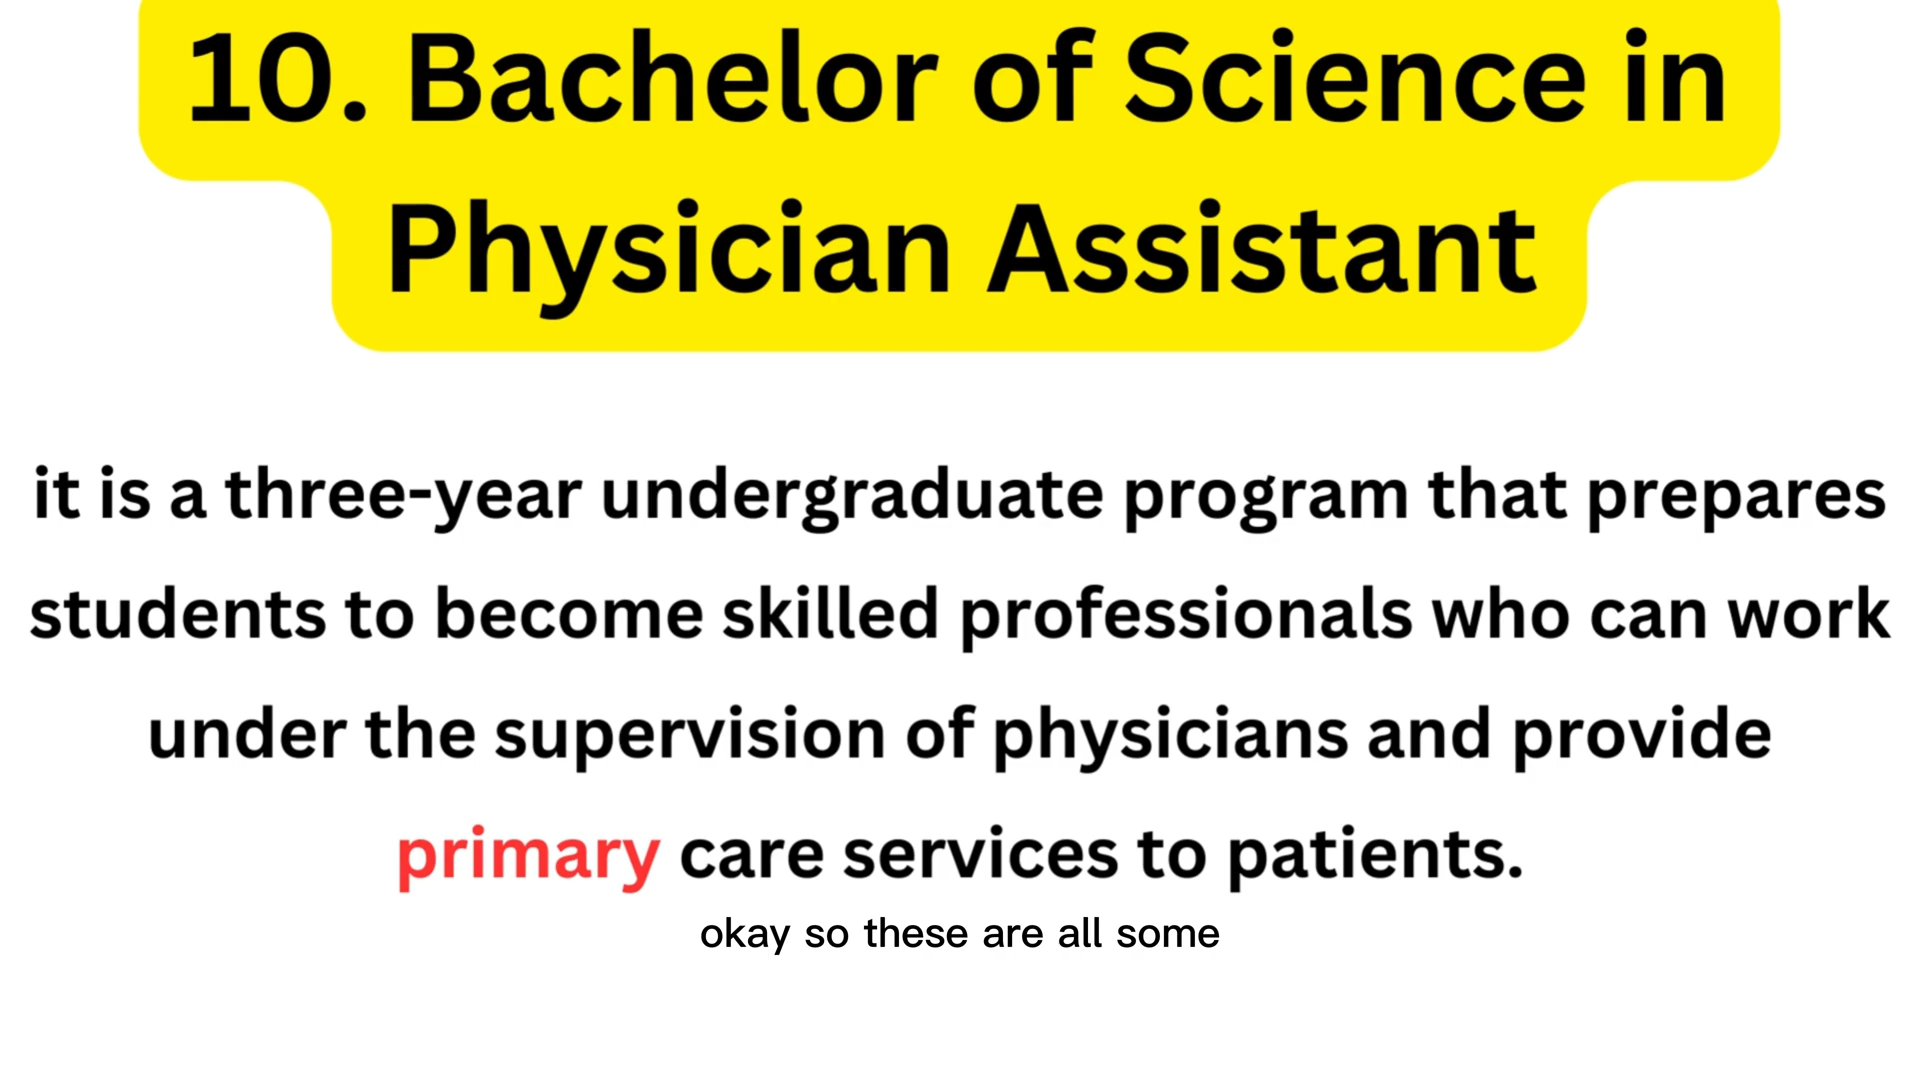 10. Bachelor of Science in
Physician Assistant
it is a three-year undergraduate program that prepares
students to become skilled professionals who can work
under the supervision of physicians and provide
primary care services to patients.
okay so these are all some